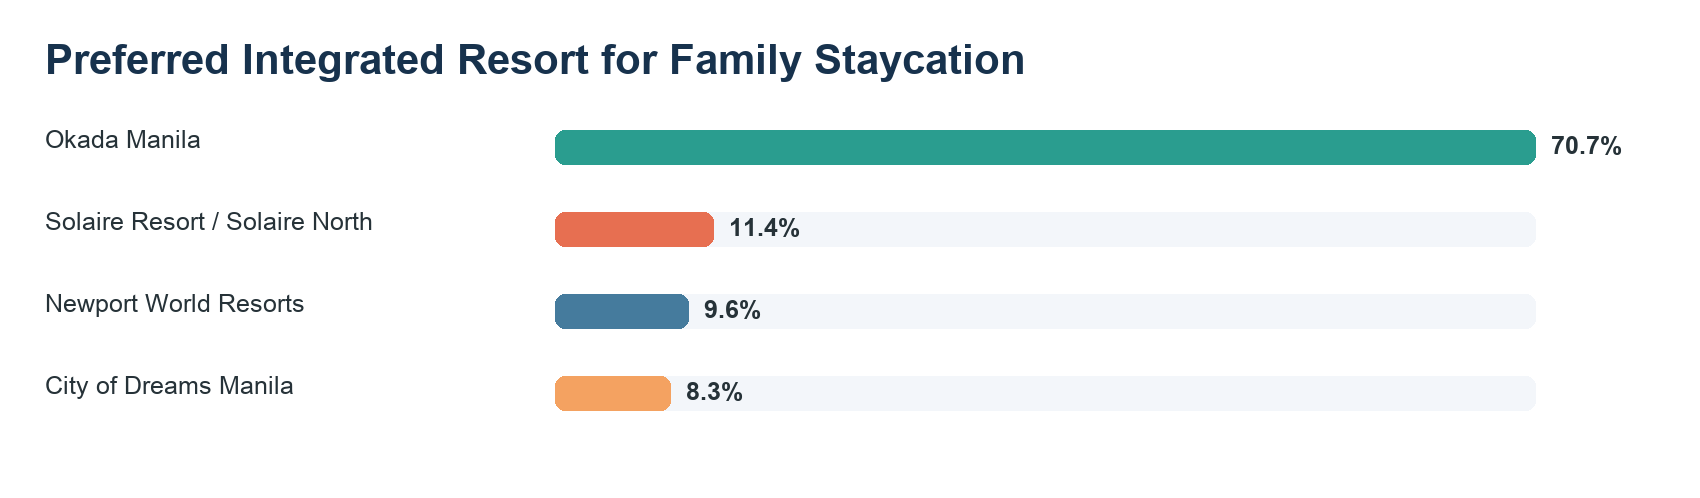 Preferred Integrated Resort for Family Staycation
Okada Manila 70.7%
Solaire Resort / Solaire North 11.4%
Newport World Resorts 9.6%
City of Dreams Manila 8.3%